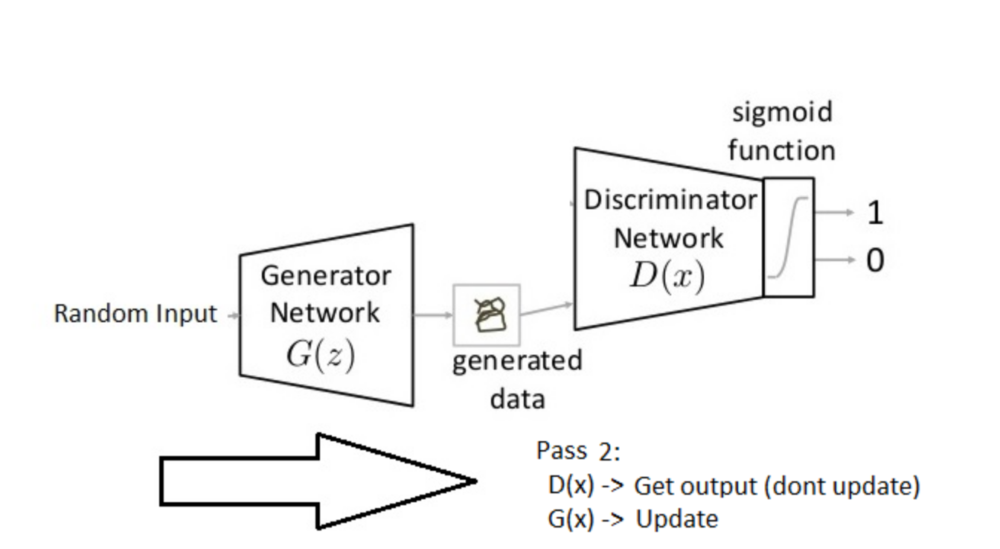 sigmoid
function
Discriminator
Network
D(x)
1
0
Generator
Network
G(z)
Random Input
generated
data
Pass 2:
D(x) -> Get output (dont update)
G(x) -> Update